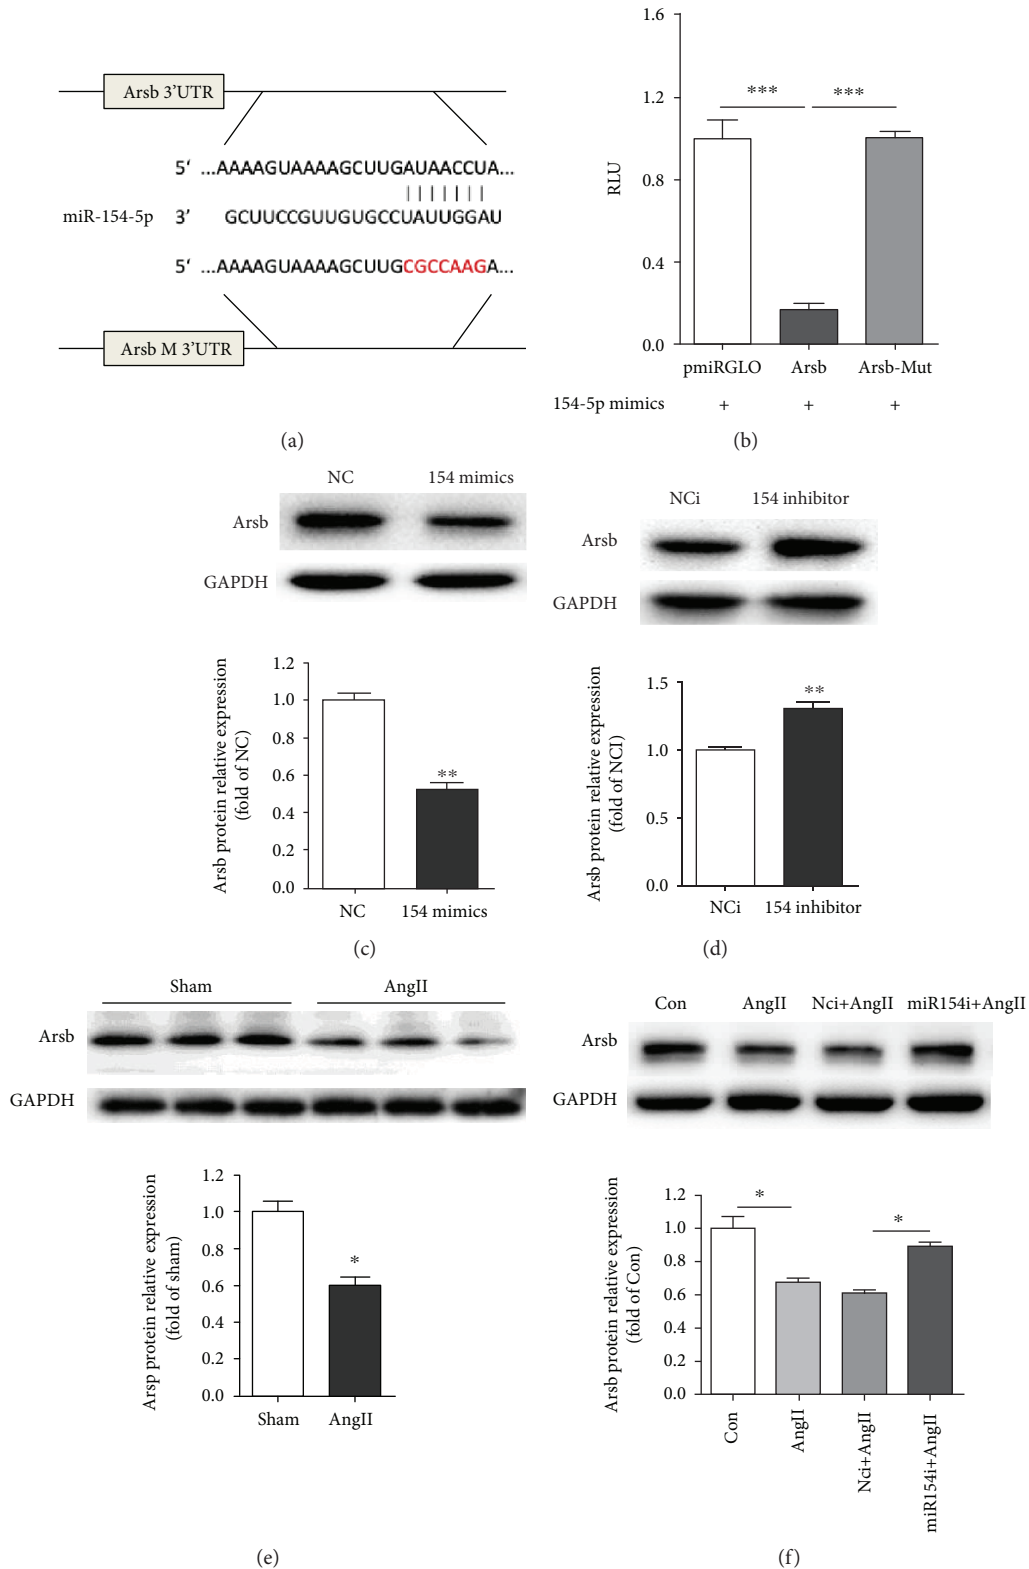 Arsb 3'UTR
5‘ ...AAAAGUAAAAGCUUGAUAACCUA...
miR-154-5p 3’ GCUUCCGUUGUGCCUAUUGGAU
5‘ ...AAAAGUAAAAGCUUGCGCCAAGA...
Arsb M 3'UTR
(a)
1.6
1.2
0.8
0.4
0.0
RLU
*** ***
pmiRGLO Arsb Arsb-Mut
154-5p mimics + + +
(b)
NC 154 mimics
Arsb
GAPDH
Arsb protein relative expression
(fold of NC)
1.2
1.0
0.8
0.6
0.4
0.2
0.0
**
NC 154 mimics
(c)
NCi 154 inhibitor
Arsb
GAPDH
Arsb protein relative expression
(fold of NCI)
1.5
1.0
0.5
0.0
**
NCi 154 inhibitor
(d)
Sham AngII
Arsb
GAPDH
Arsp protein relative expression
(fold of sham)
1.2
1.0
0.8
0.6
0.4
0.2
0.0
*
Sham AngII
(e)
Con AngII Nci+AngII miR154i+AngII
Arsb
GAPDH
Arsb protein relative expression
(fold of Con)
1.2
1.0
0.8
0.6
0.4
0.2
0.0
* *
Con
AngII
Nci+AngII
miR154i+AngII
(f)